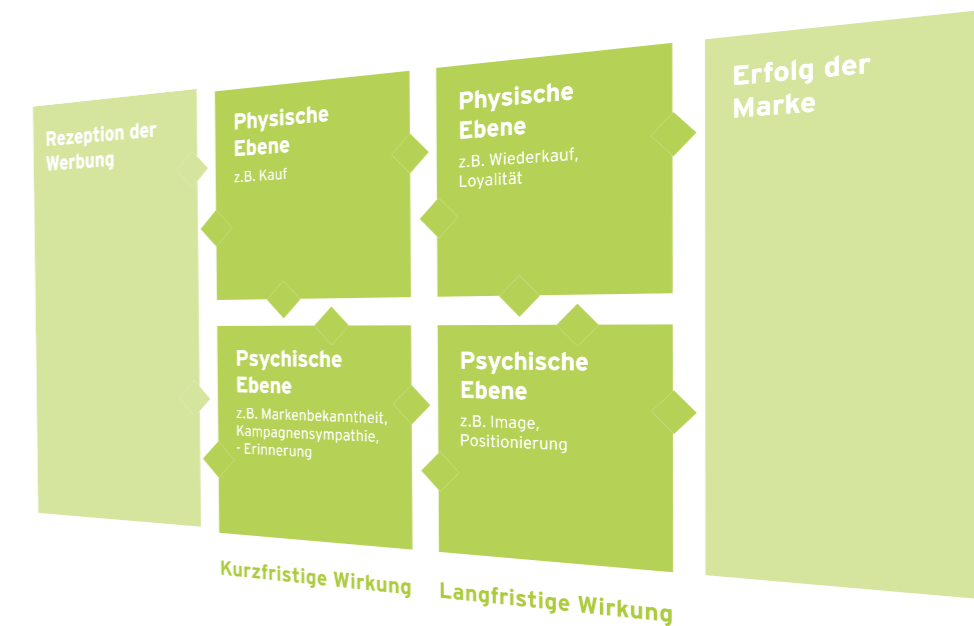 Rezeption der
Werbung
Physische
Ebene
z.B. Kauf
Physische
Ebene
z.B. Wiederkauf,
Loyalität
Erfolg der
Marke
Psychische
Ebene
z.B. Markenbekanntheit,
Kampagnensympathie,
- Erinnerung
Psychische
Ebene
z.B. Image,
Positionierung
Kurzfristige Wirkung
Langfristige Wirkung